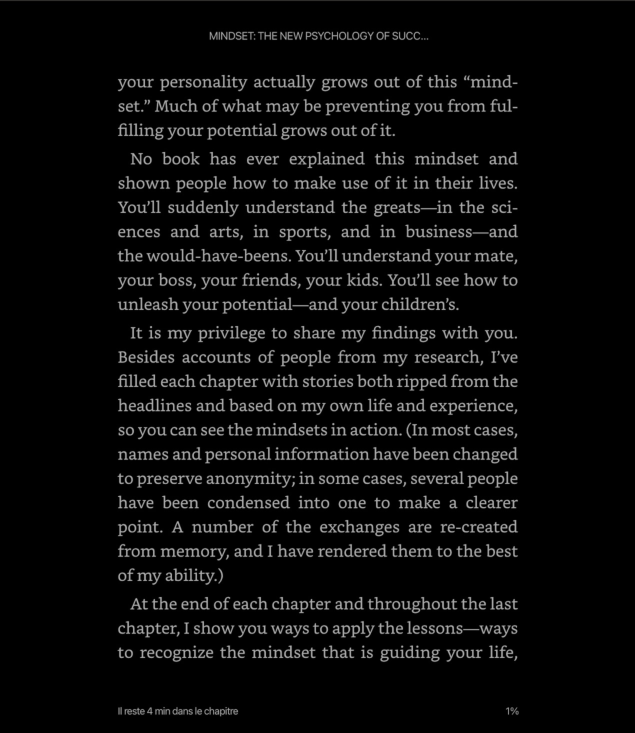 MINDSET: THE NEW PSYCHOLOGY OF SUCC...
your personality actually grows out of this “mind-
set.” Much of what may be preventing you from ful-
filling your potential grows out of it.
No book has ever explained this mindset and
shown people how to make use of it in their lives.
You’ll suddenly understand the greats—in the sci-
ences and arts, in sports, and in business—and
the would-have-beens. You’ll understand your mate,
your boss, your friends, your kids. You’ll see how to
unleash your potential—and your children’s.
It is my privilege to share my findings with you.
Besides accounts of people from my research, I’ve
filled each chapter with stories both ripped from the
headlines and based on my own life and experience,
so you can see the mindsets in action. (In most cases,
names and personal information have been changed
to preserve anonymity; in some cases, several people
have been condensed into one to make a clearer
point. A number of the exchanges are re-created
from memory, and I have rendered them to the best
of my ability.)
At the end of each chapter and throughout the last
chapter, I show you ways to apply the lessons—ways
to recognize the mindset that is guiding your life,
Il reste 4 min dans le chapitre
1%